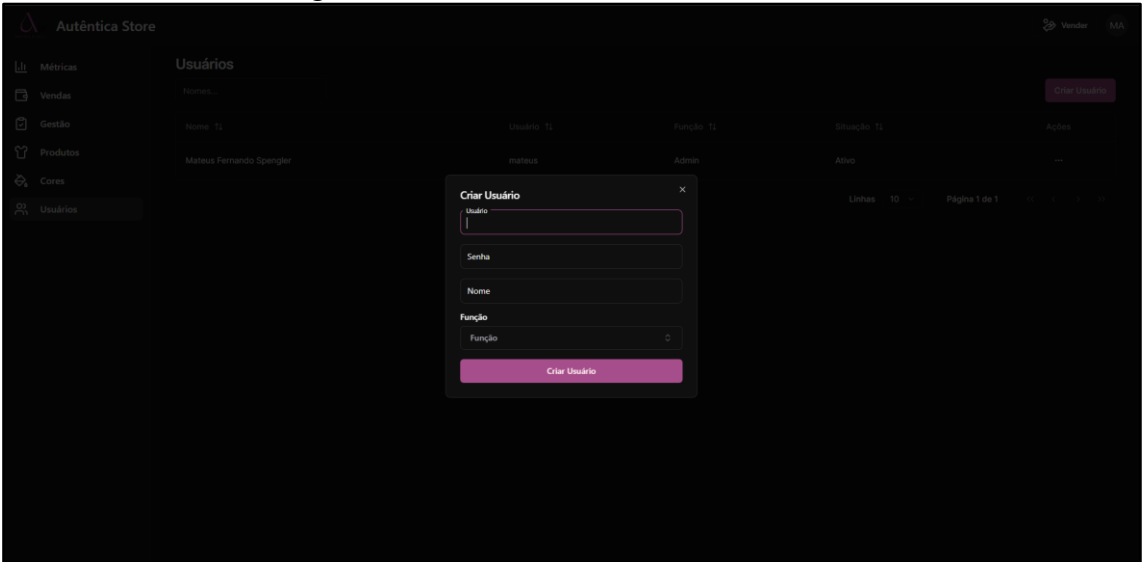 Autêntica Store
Vender MA
Métricas
Vendas
Gestão
Produtos
Cores
Usuários
Usuários
Nomes...
Criar Usuário
Nome Usuário Função Situação Ações
Mateus Fernando Spengler mateus Admin Ativo ...
Linhas 10 Página 1 de 1
Criar Usuário
Usuário
Senha
Nome
Função
Função
Criar Usuário